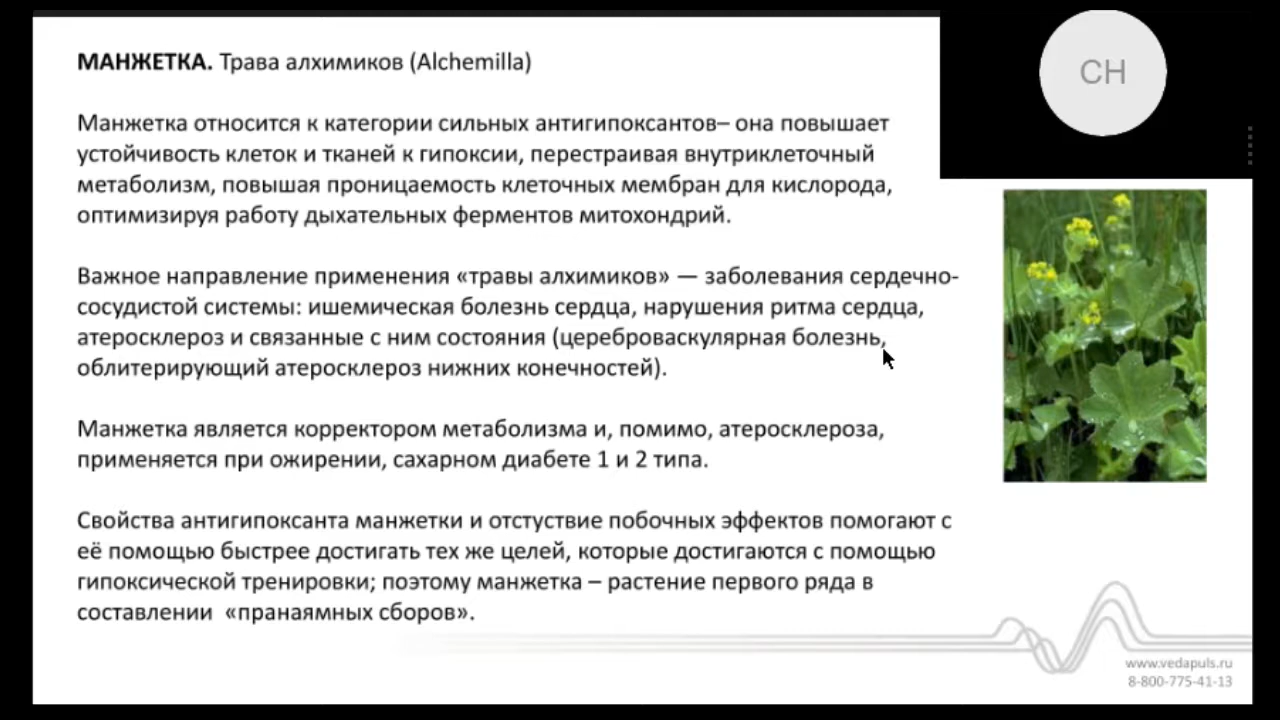 МАНЖЕТКА. Трава алхимиков (Alchemilla)
СН
Манжетка относится к категории сильных антигипоксантов– она повышает
устойчивость клеток и тканей к гипоксии, перестраивая внутриклеточный
метаболизм, повышая проницаемость клеточных мембран для кислорода,
оптимизируя работу дыхательных ферментов митохондрий.
Важное направление применения «травы алхимиков» — заболевания сердечно-
сосудистой системы: ишемическая болезнь сердца, нарушения ритма сердца,
атеросклероз и связанные с ним состояния (цереброваскулярная болезнь,
облитерирующий атеросклероз нижних конечностей).
Манжетка является корректором метаболизма и, помимо, атеросклероза,
применяется при ожирении, сахарном диабете 1 и 2 типа.
Свойства антигипоксанта манжетки и отстуствие побочных эффектов помогают с
её помощью быстрее достигать тех же целей, которые достигаются с помощью
гипоксической тренировки; поэтому манжетка – растение первого ряда в
составлении «пранаямных сборов».
www.vedapuls.ru
8-800-775-41-13